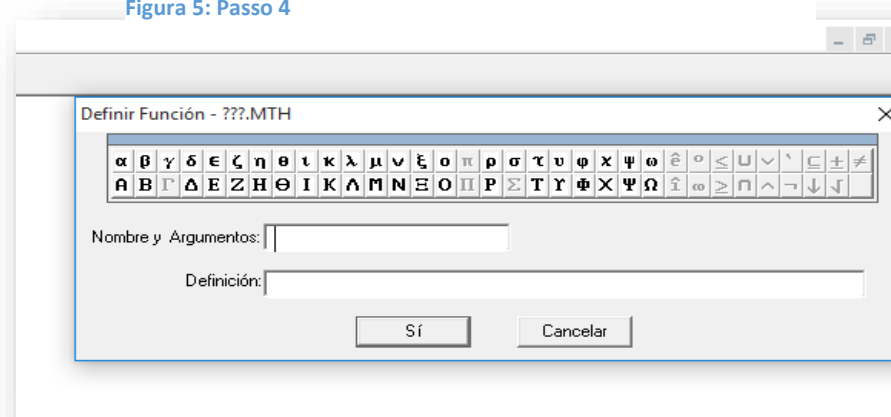 Figura 5: Passo 4
Definir Función - ???.MTH
α β γ δ ε ζ η θ ι κ λ μ ν ξ ο π ρ σ τ υ φ χ ψ ω ê ° ≤ ∪ ∨ ` ⊆ ± ≠
Α Β Γ Δ Ε Ζ Η Θ Ι Κ Λ Μ Ν Ξ Ο Π Ρ Σ Τ Υ Φ Χ Ψ Ω î ∞ ≥ ∩ ∧ ¬ ↓ √
Nombre y Argumentos:
Definición:
Sí Cancelar